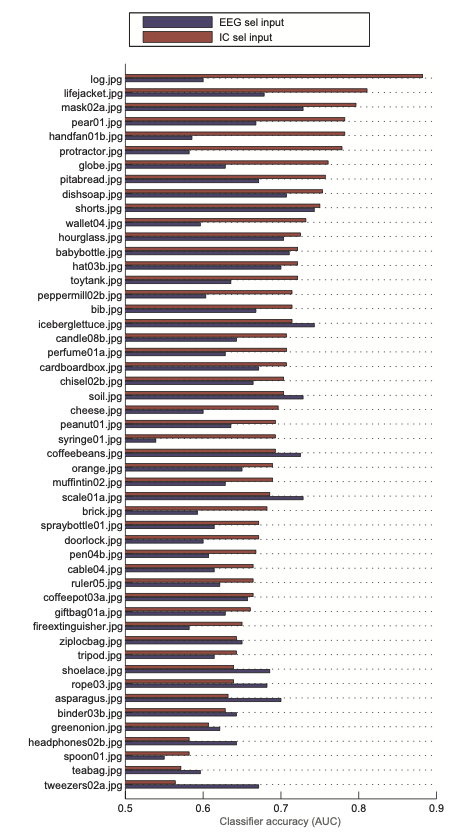 EEG sel input
IC sel input
log.jpg
lifejacket.jpg
mask02a.jpg
pear01.jpg
handfan01b.jpg
protractor.jpg
globe.jpg
pitabread.jpg
dishsoap.jpg
shorts.jpg
wallet04.jpg
hourglass.jpg
babybottle.jpg
hat03b.jpg
toytank.jpg
peppermill02b.jpg
bib.jpg
iceberglettuce.jpg
candle08b.jpg
perfume01a.jpg
cardboardbox.jpg
chisel02b.jpg
soil.jpg
cheese.jpg
peanut01.jpg
syringe01.jpg
coffeebeans.jpg
orange.jpg
muffintin02.jpg
scale01a.jpg
brick.jpg
spraybottle01.jpg
doorlock.jpg
pen04b.jpg
cable04.jpg
ruler05.jpg
coffeepot03a.jpg
giftbag01a.jpg
fireextinguisher.jpg
ziplocbag.jpg
tripod.jpg
shoelace.jpg
rope03.jpg
asparagus.jpg
binder03b.jpg
greenonion.jpg
headphones02b.jpg
spoon01.jpg
teabag.jpg
tweezers02a.jpg
0.5 0.6 0.7 0.8 0.9
Classifier accuracy (AUC)